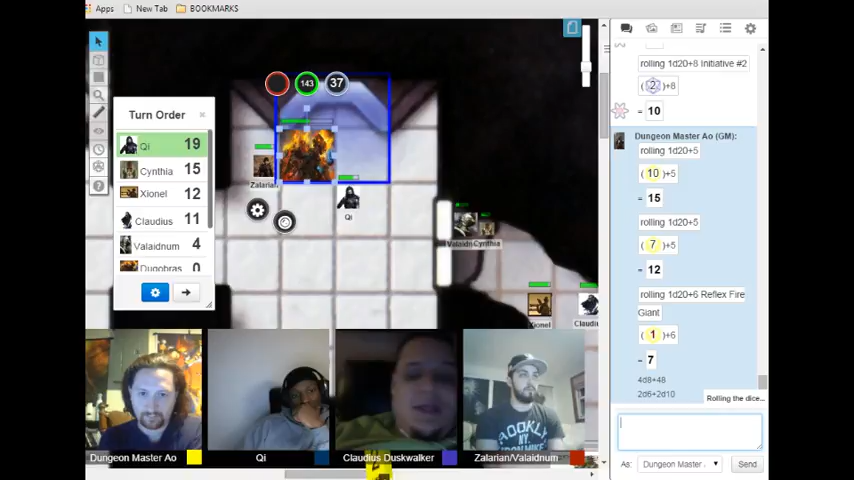 Apps New Tab BOOKMARKS
143 37
Turn Order ×
Qi 19
Cynthia 15
Xionel 12
Claudius 11
Valaidnum 4
Dugobras 0
Zalarian
Qi
Cynthia
Xionel
BROOKLYN
Dungeon Master Ao
Qi
Claudius Duskwalker
Zalarian/Valaidnum
rolling 1d20+8 Initiative #2
(2)+8
= 10
Dungeon Master Ao (GM):
rolling 1d20+5
(10)+5
= 15
rolling 1d20+5
(7)+5
= 12
rolling 1d20+6 Reflex Fire
Giant
(1)+6
= 7
4d8+48
2d6+2d10
Rolling the dice...
As: Dungeon Master Send